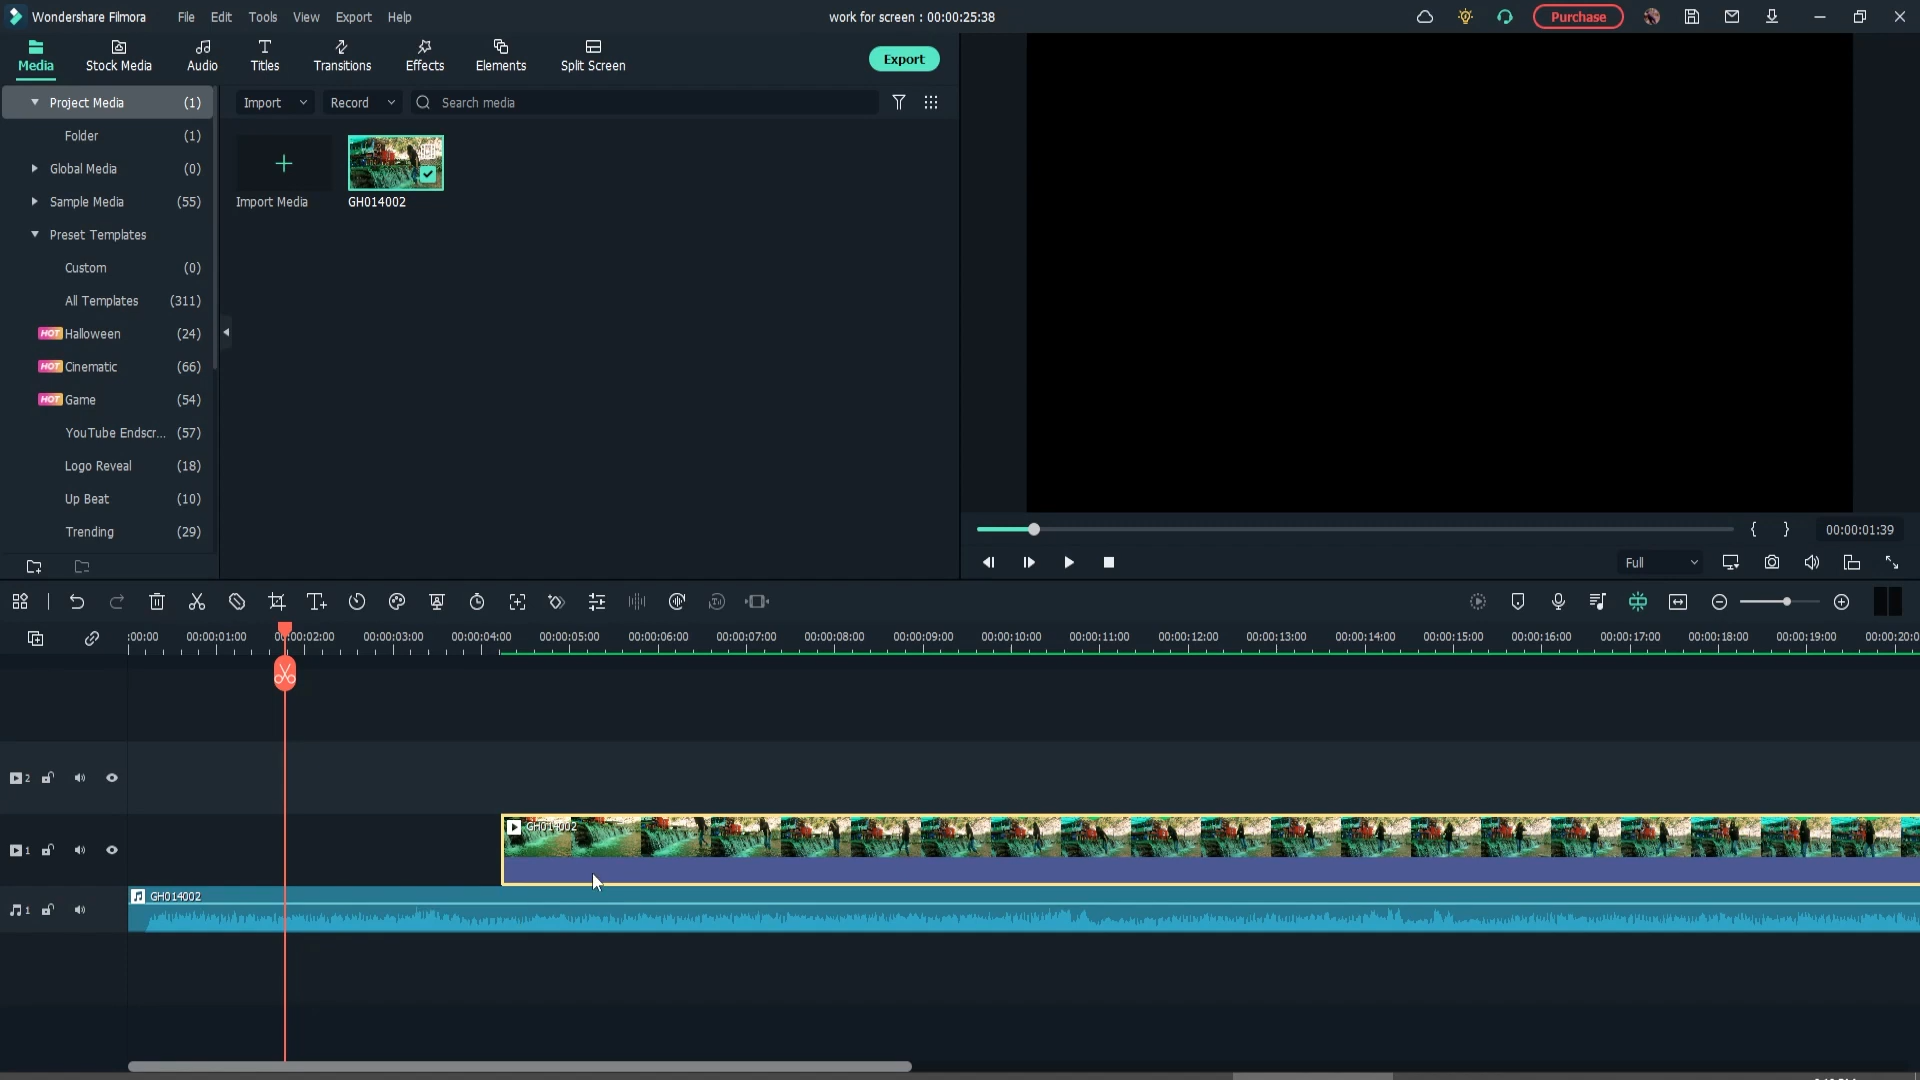 Wondershare Filmora File Edit Tools View Export Help work for screen : 00:00:25:38 Purchase
Media Stock Media Audio Titles Transitions Effects Elements Split Screen Export
Project Media (1) Import Record Search media
Folder (1)
Global Media (0)
Sample Media (55) Import Media GH014002
Preset Templates
Custom (0)
All Templates (311)
HOT Halloween (24)
HOT Cinematic (66)
HOT Game (54)
YouTube Endscr... (57)
Logo Reveal (18)
Up Beat (10)
Trending (29)
{ } 00:00:01:39
Full
:00:00 00:00:01:00 00:00:02:00 00:00:03:00 00:00:04:00 00:00:05:00 00:00:06:00 00:00:07:00 00:00:08:00 00:00:09:00 00:00:10:00 00:00:11:00 00:00:12:00 00:00:13:00 00:00:14:00 00:00:15:00 00:00:16:00 00:00:17:00 00:00:18:00 00:00:19:00 00:00:20:0
2
GH014002
1
GH014002
1